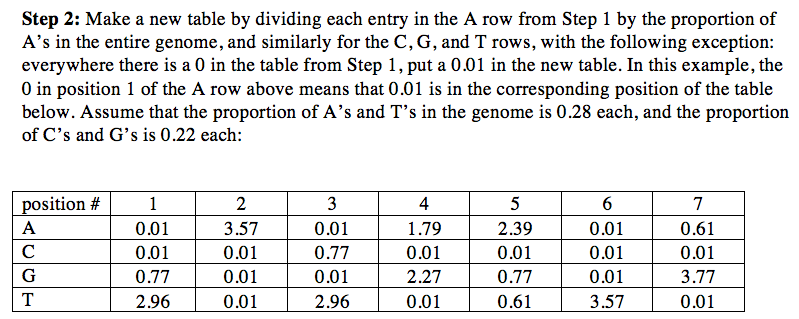 Step 2: Make a new table by dividing each entry in the A row from Step 1 by the proportion of
A's in the entire genome, and similarly for the C, G, and T rows, with the following exception:
everywhere there is a 0 in the table from Step 1, put a 0.01 in the new table. In this example, the
0 in position 1 of the A row above means that 0.01 is in the corresponding position of the table
below. Assume that the proportion of A's and T's in the genome is 0.28 each, and the proportion
of C's and G's is 0.22 each:
position # 1 2 3 4 5 6 7
A 0.01 3.57 0.01 1.79 2.39 0.01 0.61
C 0.01 0.01 0.77 0.01 0.01 0.01 0.01
G 0.77 0.01 0.01 2.27 0.77 0.01 3.77
T 2.96 0.01 2.96 0.01 0.61 3.57 0.01